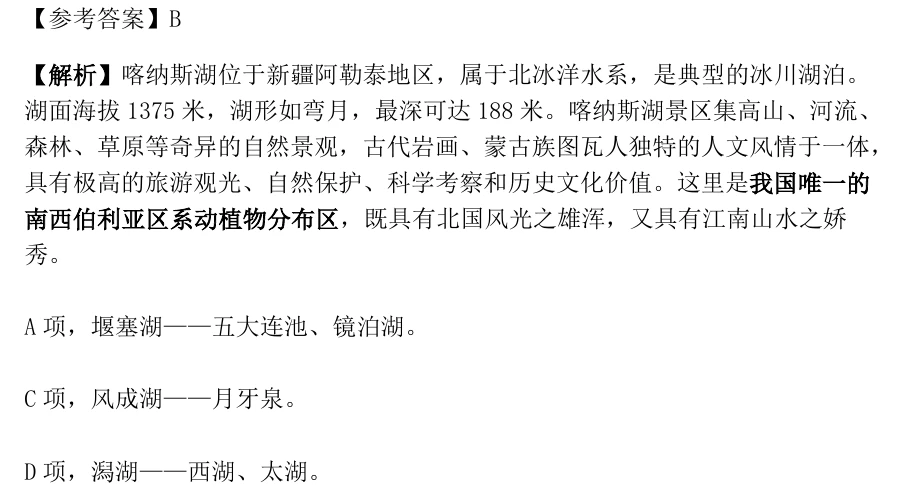 【参考答案】B
【解析】喀纳斯湖位于新疆阿勒泰地区，属于北冰洋水系，是典型的冰川湖泊。
湖面海拔 1375 米，湖形如弯月，最深可达 188 米。喀纳斯湖景区集高山、河流、
森林、草原等奇异的自然景观，古代岩画、蒙古族图瓦人独特的人文风情于一体，
具有极高的旅游观光、自然保护、科学考察和历史文化价值。这里是我国唯一的
南西伯利亚区系动植物分布区，既具有北国风光之雄浑，又具有江南山水之娇
秀。
A 项，堰塞湖——五大连池、镜泊湖。
C 项，风成湖——月牙泉。
D 项，潟湖——西湖、太湖。